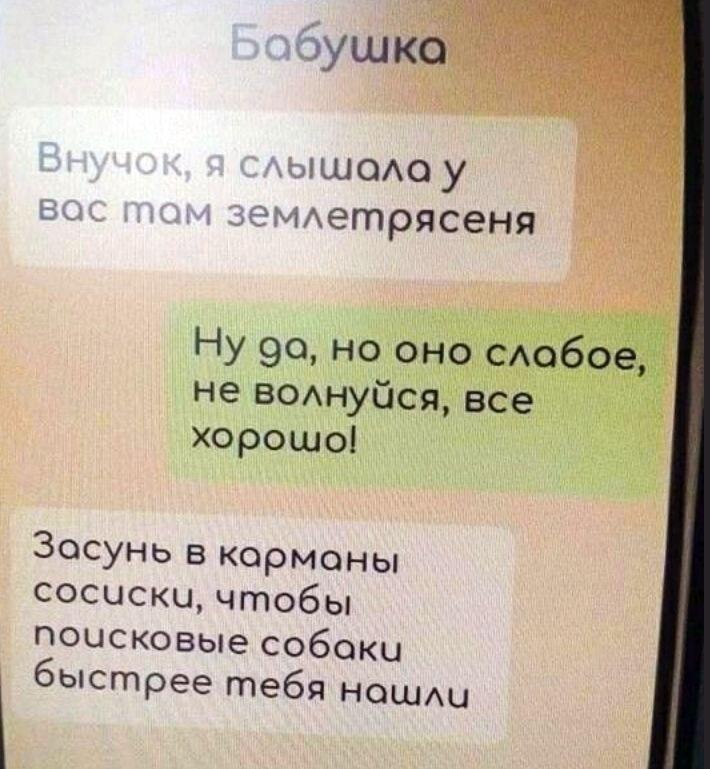 Бабушка
Внучок, я слышала у
вас там землетрясеня
Ну да, но оно слабое,
не волнуйся, все
хорошо!
Засунь в карманы
сосиски, чтобы
поисковые собаки
быстрее тебя нашли